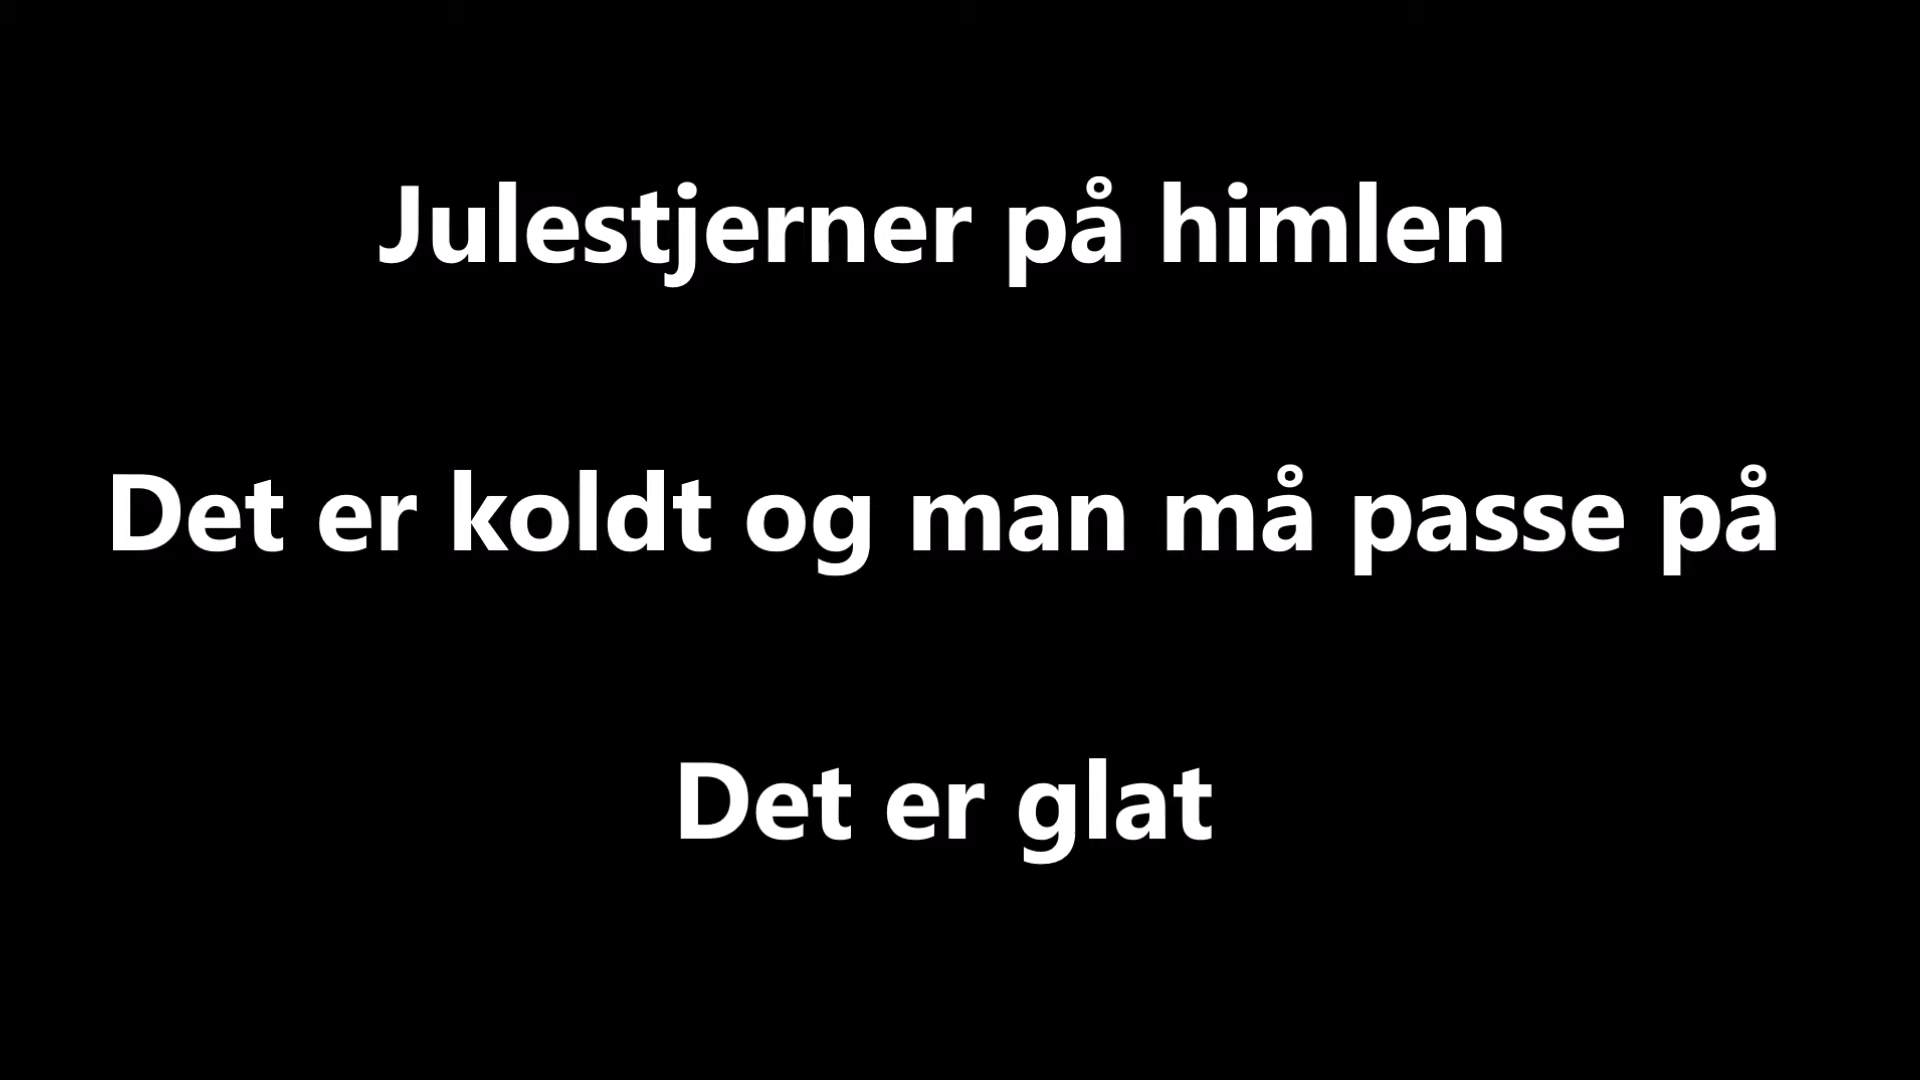 Julestjerner på himlen
Det er koldt og man må passe på
Det er glat